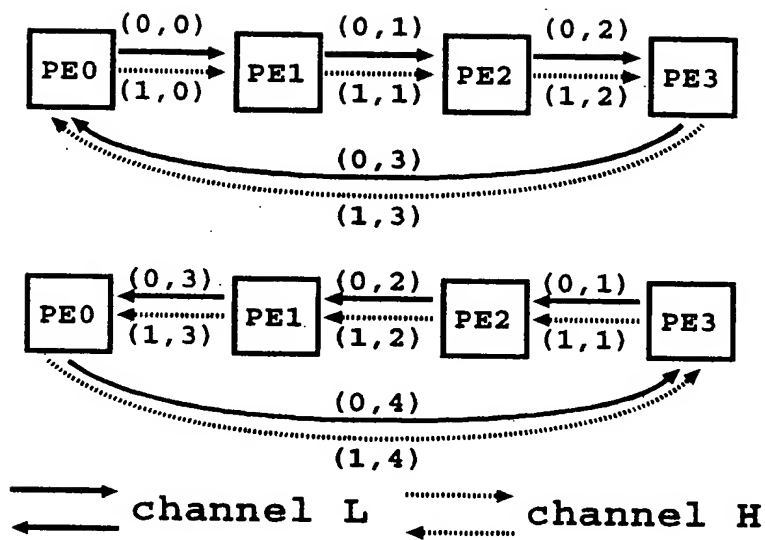 (0,0) (0,1) (0,2)
PE0 PE1 PE2 PE3
(1,0) (1,1) (1,2)
(0,3)
(1,3)
(0,3) (0,2) (0,1)
PE0 PE1 PE2 PE3
(1,3) (1,2) (1,1)
(0,4)
(1,4)
channel L channel H